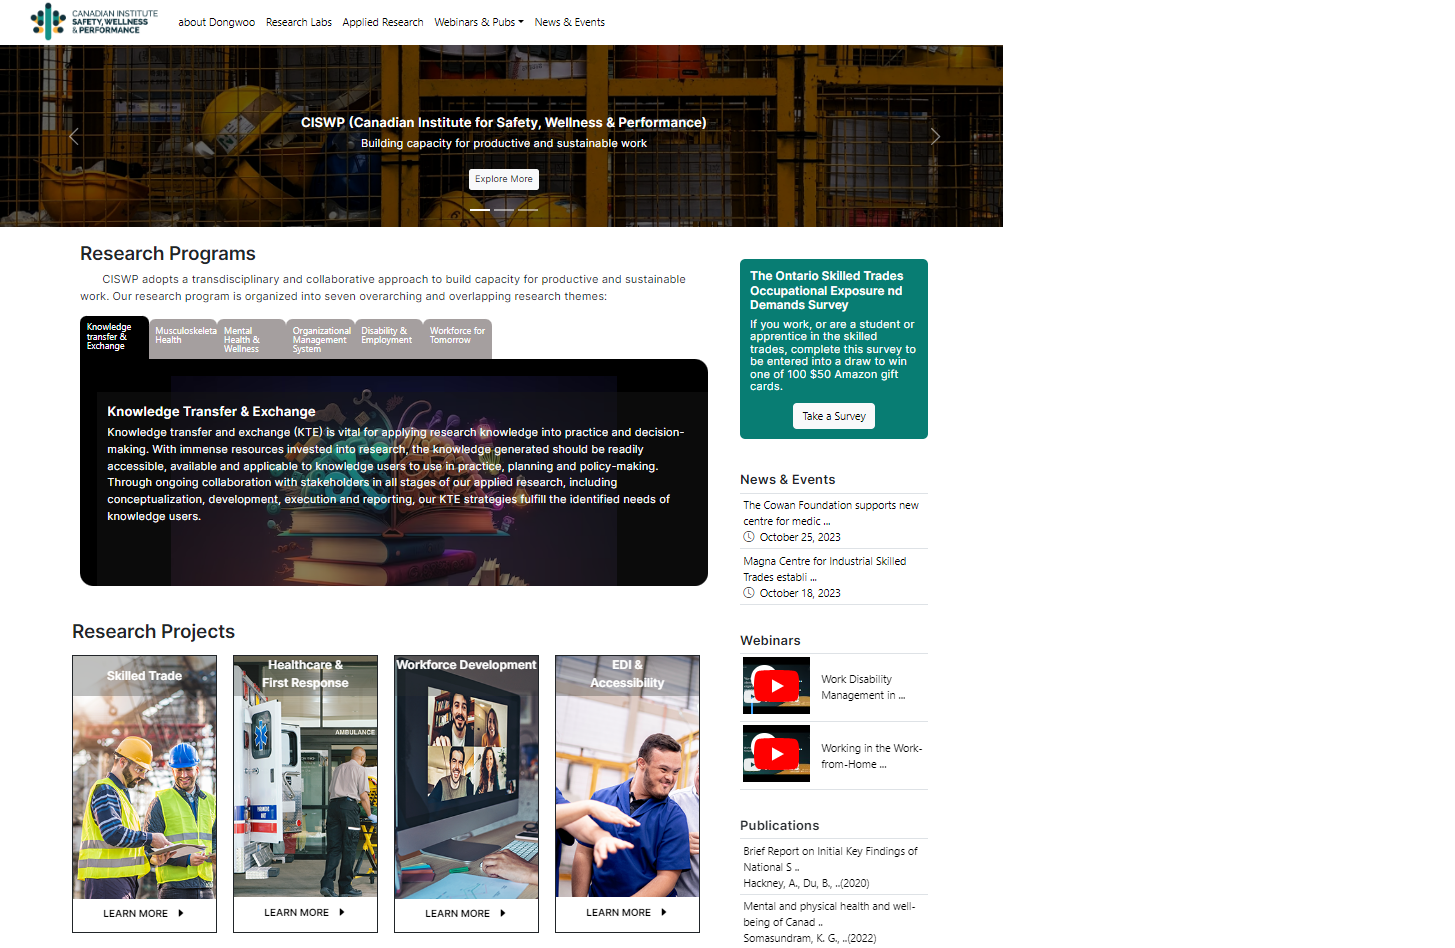 CANADIAN INSTITUTE
SAFETY, WELLNESS
& PERFORMANCE
about Dongwoo
Research Labs
Applied Research
Webinars & Pubs
News & Events
CISWP (Canadian Institute for Safety, Wellness & Performance)
Building capacity for productive and sustainable work
Explore More
Research Programs
CISWP adopts a transdisciplinary and collaborative approach to build capacity for productive and sustainable
work. Our research program is organized into seven overarching and overlapping research themes:
Knowledge
transfer &
Exchange
Musculoskeleta
Health
Mental
Health &
Wellness
Organizational
Management
System
Disability &
Employment
Workforce for
Tomorrow
Knowledge Transfer & Exchange
Knowledge transfer and exchange (KTE) is vital for applying research knowledge into practice and decision-
making. With immense resources invested into research, the knowledge generated should be readily
accessible, available and applicable to knowledge users to use in practice, planning and policy-making.
Through ongoing collaboration with stakeholders in all stages of our applied research, including
conceptualization, development, execution and reporting, our KTE strategies fulfill the identified needs of
knowledge users.
Research Projects
Skilled Trade
LEARN MORE
Healthcare &
First Response
AMBULANCE
LEARN MORE
Workforce Development
LEARN MORE
EDI &
Accessibility
LEARN MORE
The Ontario Skilled Trades
Occupational Exposure nd
Demands Survey
If you work, or are a student or
apprentice in the skilled
trades, complete this survey to
be entered into a draw to win
one of 100 $50 Amazon gift
cards.
Take a Survey
News & Events
The Cowan Foundation supports new
centre for medic ...
October 25, 2023
Magna Centre for Industrial Skilled
Trades establi ...
October 18, 2023
Webinars
Work Disability
Management in ...
Working in the Work-
from-Home ...
Publications
Brief Report on Initial Key Findings of
National S ..
Hackney, A., Du, B., ..(2020)
Mental and physical health and well-
being of Canad ..
Somasundram, K. G., ..(2022)